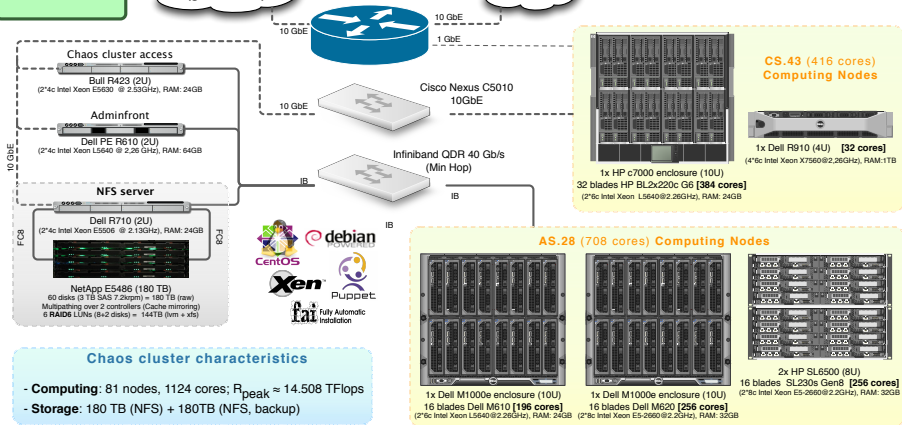 10 GbE
10 GbE
1 GbE
Chaos cluster access
Bull R423 (2U)
(2*4c Intel Xeon E5630 @ 2.53GHz), RAM: 24GB
10 GbE
Cisco Nexus C5010
10GbE
Adminfront
Dell PE R610 (2U)
(2*4c Intel Xeon L5640 @ 2,26 GHz), RAM: 64GB
10 GbE
Infiniband QDR 40 Gb/s
(Min Hop)
IB
IB
IB
NFS server
Dell R710 (2U)
(2*4c Intel Xeon E5506 @ 2.13GHz), RAM: 24GB
FC8
FC8
NetApp E5486 (180 TB)
60 disks (3 TB SAS 7.2krpm) = 180 TB (raw)
Multipathing over 2 controllers (Cache mirroring)
6 RAID6 LUNs (8+2 disks) = 144TB (lvm + xfs)
CentOS
debian
POWERED
Xen
Puppet
fai Fully Automatic
Installation
CS.43 (416 cores)
Computing Nodes
1x HP c7000 enclosure (10U)
32 blades HP BL2x220c G6 [384 cores]
(2*6c Intel Xeon L5640@2.26GHz), RAM: 24GB
1x Dell R910 (4U) [32 cores]
(4*6c Intel Xeon X7560@2,26GHz), RAM:1TB
AS.28 (708 cores) Computing Nodes
1x Dell M1000e enclosure (10U)
16 blades Dell M610 [196 cores]
(2*6c Intel Xeon L5640@2.26GHz), RAM: 24GB
1x Dell M1000e enclosure (10U)
16 blades Dell M620 [256 cores]
(2*8c Intel Xeon E5-2660@2.2GHz), RAM: 32GB
2x HP SL6500 (8U)
16 blades SL230s Gen8 [256 cores]
(2*8c Intel Xeon E5-2660@2.2GHz), RAM: 32GB
Chaos cluster characteristics
- Computing: 81 nodes, 1124 cores; Rpeak ≈ 14.508 TFlops
- Storage: 180 TB (NFS) + 180TB (NFS, backup)